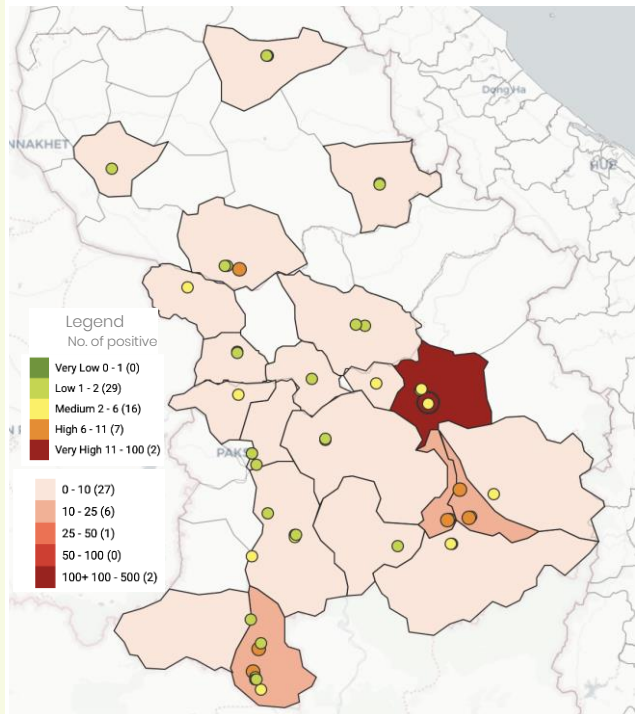 Dong Ha
NNAKHET
HUE
Legend
No. of positive
Very Low 0 - 1 (0)
Low 1 - 2 (29)
Medium 2 - 6 (16)
High 6 - 11 (7)
Very High 11 - 100 (2)
PAKS
0 - 10 (27)
10 - 25 (6)
25 - 50 (1)
50 - 100 (0)
100+ 100 - 500 (2)